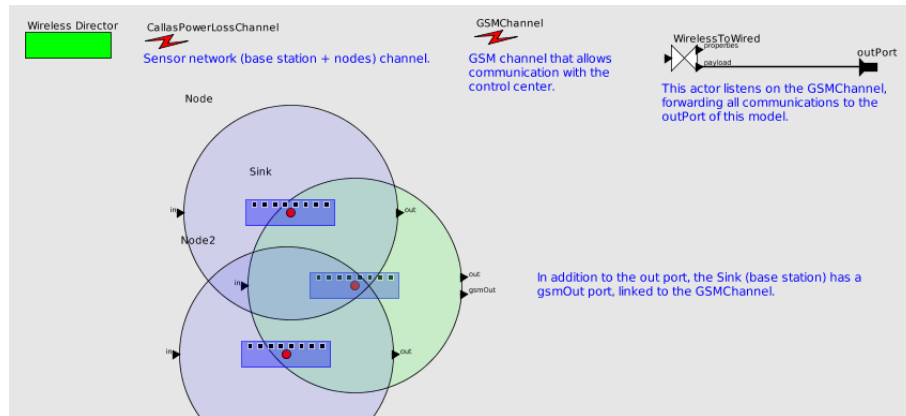 Wireless Director
CallasPowerLossChannel
Sensor network (base station + nodes) channel.
GSMChannel
GSM channel that allows
communication with the
control center.
WirelessToWired
properties
payload
outPort
This actor listens on the GSMChannel,
forwarding all communications to the
outPort of this model.
Node
Sink
in
out
Node2
in
out
gsmOut
In addition to the out port, the Sink (base station) has a
gsmOut port, linked to the GSMChannel.
in
out